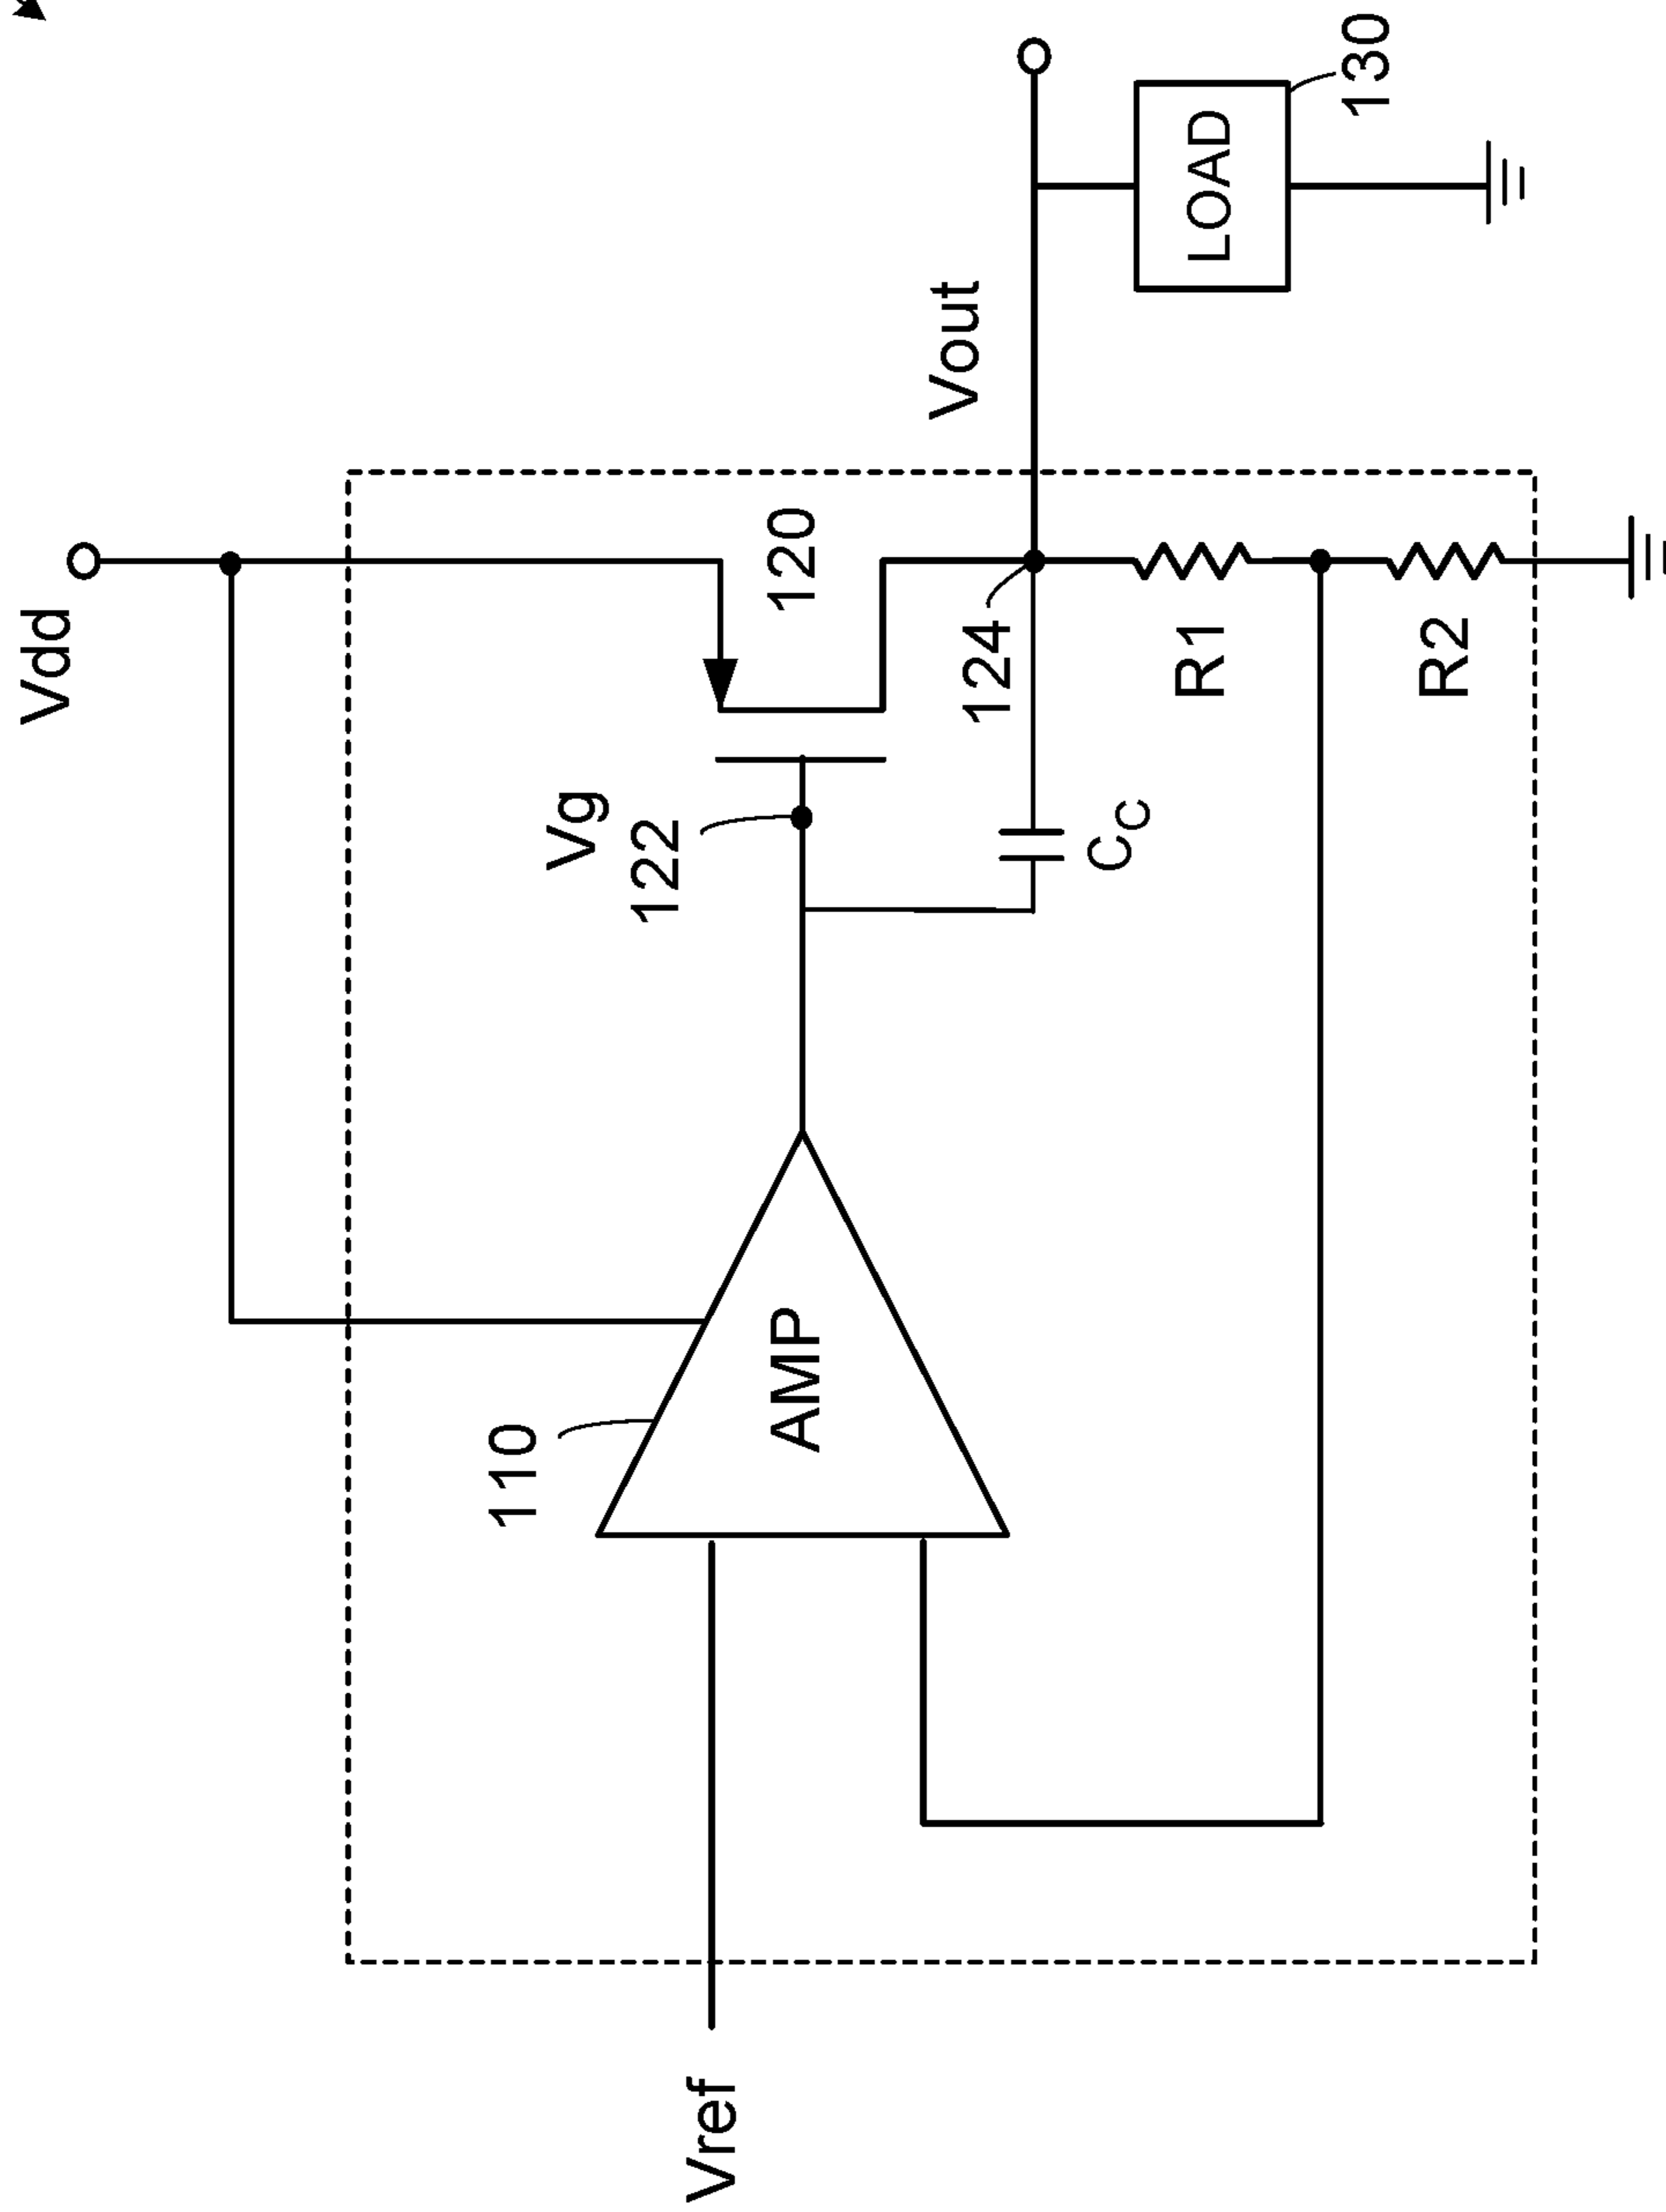 Vdd
Vg
122
120
110
AMP
Vref
124
Vout
Cc
R1
R2
LOAD
130